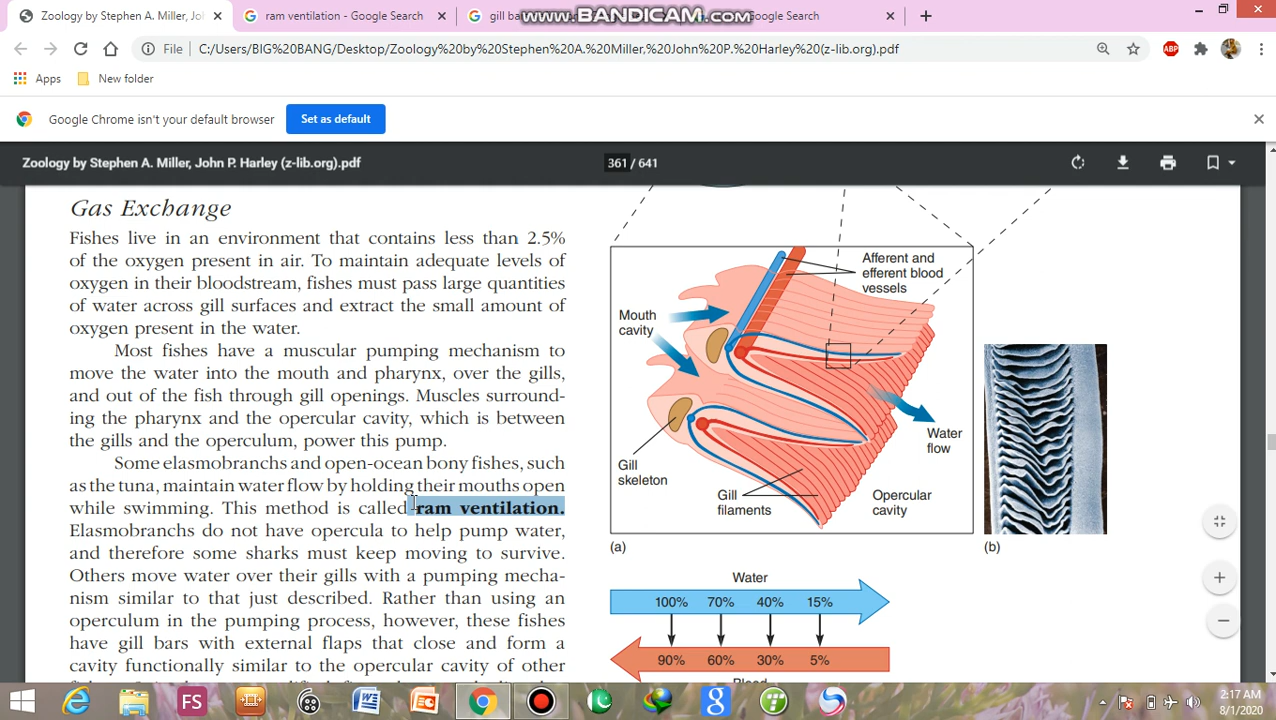 Zoology by Stephen A. Miller, Joh
ram ventilation - Google Search
gill ba
www.BANDICAM.com
Google Search
File
C:/Users/BIG%20BANG/Desktop/Zoology%20by%20Stephen%20A.%20Miller,%20John%20P.%20Harley%20(z-lib.org).pdf
ABP
Apps
New folder
Google Chrome isn't your default browser
Set as default
Zoology by Stephen A. Miller, John P. Harley (z-lib.org).pdf
361 / 641
Gas Exchange
Fishes live in an environment that contains less than 2.5%
of the oxygen present in air. To maintain adequate levels of
oxygen in their bloodstream, fishes must pass large quantities
of water across gill surfaces and extract the small amount of
oxygen present in the water.
Most fishes have a muscular pumping mechanism to
move the water into the mouth and pharynx, over the gills,
and out of the fish through gill openings. Muscles surround-
ing the pharynx and the opercular cavity, which is between
the gills and the operculum, power this pump.
Some elasmobranchs and open-ocean bony fishes, such
as the tuna, maintain water flow by holding their mouths open
while swimming. This method is called ram ventilation.
Elasmobranchs do not have opercula to help pump water,
and therefore some sharks must keep moving to survive.
Others move water over their gills with a pumping mecha-
nism similar to that just described. Rather than using an
operculum in the pumping process, however, these fishes
have gill bars with external flaps that close and form a
cavity functionally similar to the opercular cavity of other
Afferent and
efferent blood
vessels
Mouth
cavity
Water
flow
Gill
skeleton
Gill
filaments
Opercular
cavity
(a)
(b)
Water
100% 70% 40% 15%
90% 60% 30% 5%
FS
2:17 AM
8/1/2020